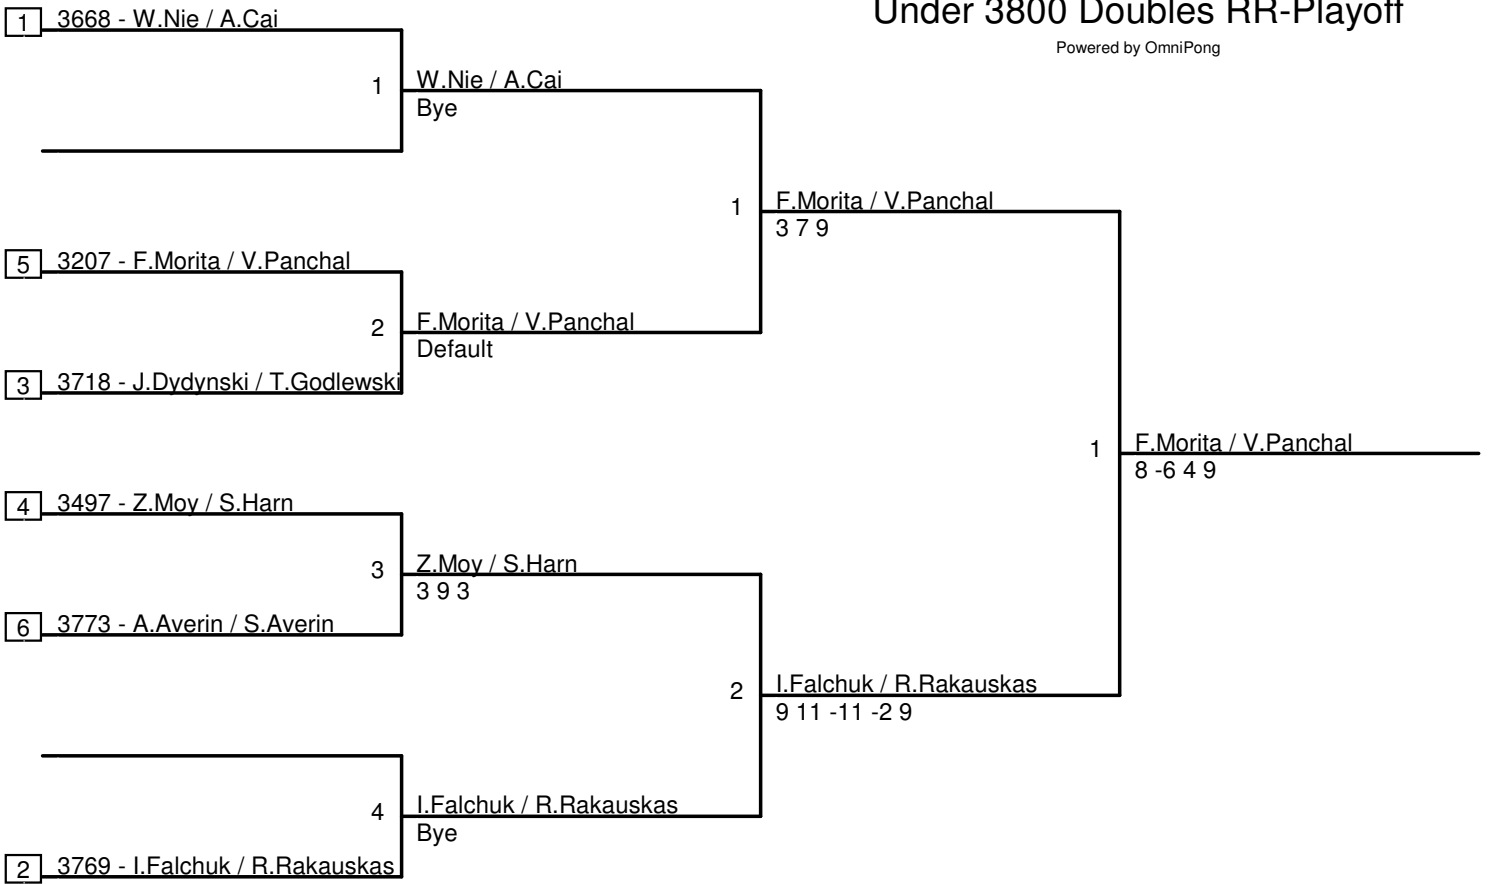 Under 3800 Doubles RR-Playoff
Powered by OmniPong
1 3668 - W.Nie / A.Cai
1 W.Nie / A.Cai
Bye
1 F.Morita / V.Panchal
3 7 9
5 3207 - F.Morita / V.Panchal
2 F.Morita / V.Panchal
Default
3 3718 - J.Dydynski / T.Godlewski
1 F.Morita / V.Panchal
8 -6 4 9
4 3497 - Z.Moy / S.Harn
3 Z.Moy / S.Harn
3 9 3
6 3773 - A.Averin / S.Averin
2 I.Falchuk / R.Rakauskas
9 11 -11 -2 9
4 I.Falchuk / R.Rakauskas
Bye
2 3769 - I.Falchuk / R.Rakauskas